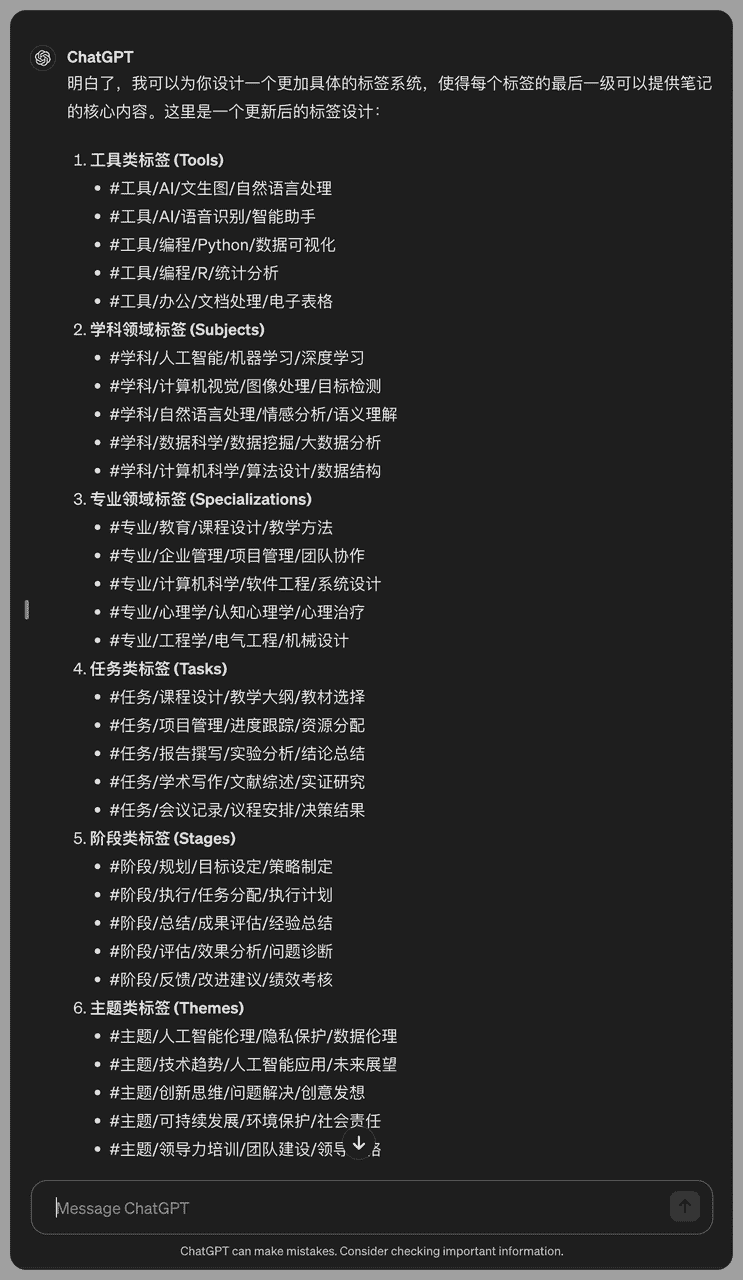 ChatGPT
明白了，我可以为你设计一个更加具体的标签系统，使得每个标签的最后一级可以提供笔记
的核心内容。这里是一个更新后的标签设计：
1. 工具类标签 (Tools)
• #工具/AI/文生图/自然语言处理
• #工具/AI/语音识别/智能助手
• #工具/编程/Python/数据可视化
• #工具/编程/R/统计分析
• #工具/办公/文档处理/电子表格
2. 学科领域标签 (Subjects)
• #学科/人工智能/机器学习/深度学习
• #学科/计算机视觉/图像处理/目标检测
• #学科/自然语言处理/情感分析/语义理解
• #学科/数据科学/数据挖掘/大数据分析
• #学科/计算机科学/算法设计/数据结构
3. 专业领域标签 (Specializations)
• #专业/教育/课程设计/教学方法
• #专业/企业管理/项目管理/团队协作
• #专业/计算机科学/软件工程/系统设计
• #专业/心理学/认知心理学/心理治疗
• #专业/工程学/电气工程/机械设计
4. 任务类标签 (Tasks)
• #任务/课程设计/教学大纲/教材选择
• #任务/项目管理/进度跟踪/资源分配
• #任务/报告撰写/实验分析/结论总结
• #任务/学术写作/文献综述/实证研究
• #任务/会议记录/议程安排/决策结果
5. 阶段类标签 (Stages)
• #阶段/规划/目标设定/策略制定
• #阶段/执行/任务分配/执行计划
• #阶段/总结/成果评估/经验总结
• #阶段/评估/效果分析/问题诊断
• #阶段/反馈/改进建议/绩效考核
6. 主题类标签 (Themes)
• #主题/人工智能伦理/隐私保护/数据伦理
• #主题/技术趋势/人工智能应用/未来展望
• #主题/创新思维/问题解决/创意发想
• #主题/可持续发展/环境保护/社会责任
• #主题/领导力培训/团队建设/领导
Message ChatGPT
ChatGPT can make mistakes. Consider checking important information.